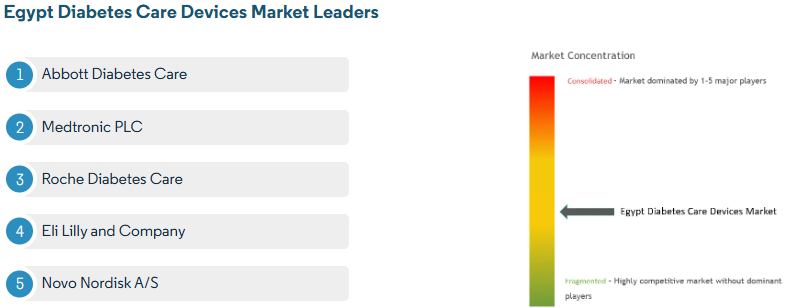 Egypt Diabetes Care Devices Market Leaders
1 Abbott Diabetes Care
2 Medtronic PLC
3 Roche Diabetes Care
4 Eli Lilly and Company
5 Novo Nordisk A/S
Market Concentration
Consolidated - Market dominated by 1-5 major players
Egypt Diabetes Care Devices Market
Fragmented - Highly competitive market without dominant
players